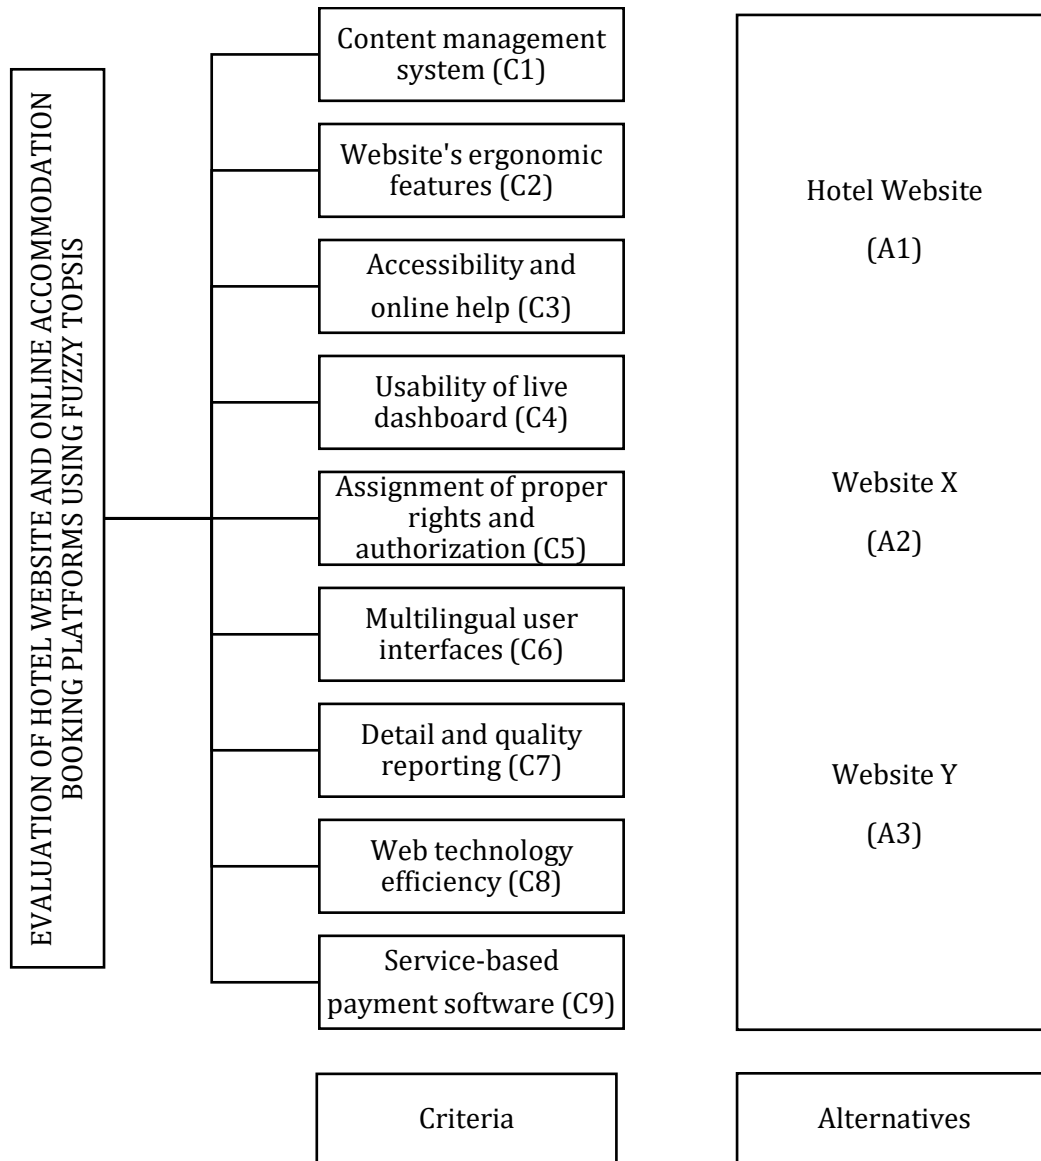 EVALUATION OF HOTEL WEBSITE AND ONLINE ACCOMMODATION
BOOKING PLATFORMS USING FUZZY TOPSIS
Content management
system (C1)
Website's ergonomic
features (C2)
Accessibility and
online help (C3)
Usability of live
dashboard (C4)
Assignment of proper
rights and
authorization (C5)
Multilingual user
interfaces (C6)
Detail and quality
reporting (C7)
Web technology
efficiency (C8)
Service-based
payment software (C9)
Criteria
Hotel Website
(A1)
Website X
(A2)
Website Y
(A3)
Alternatives